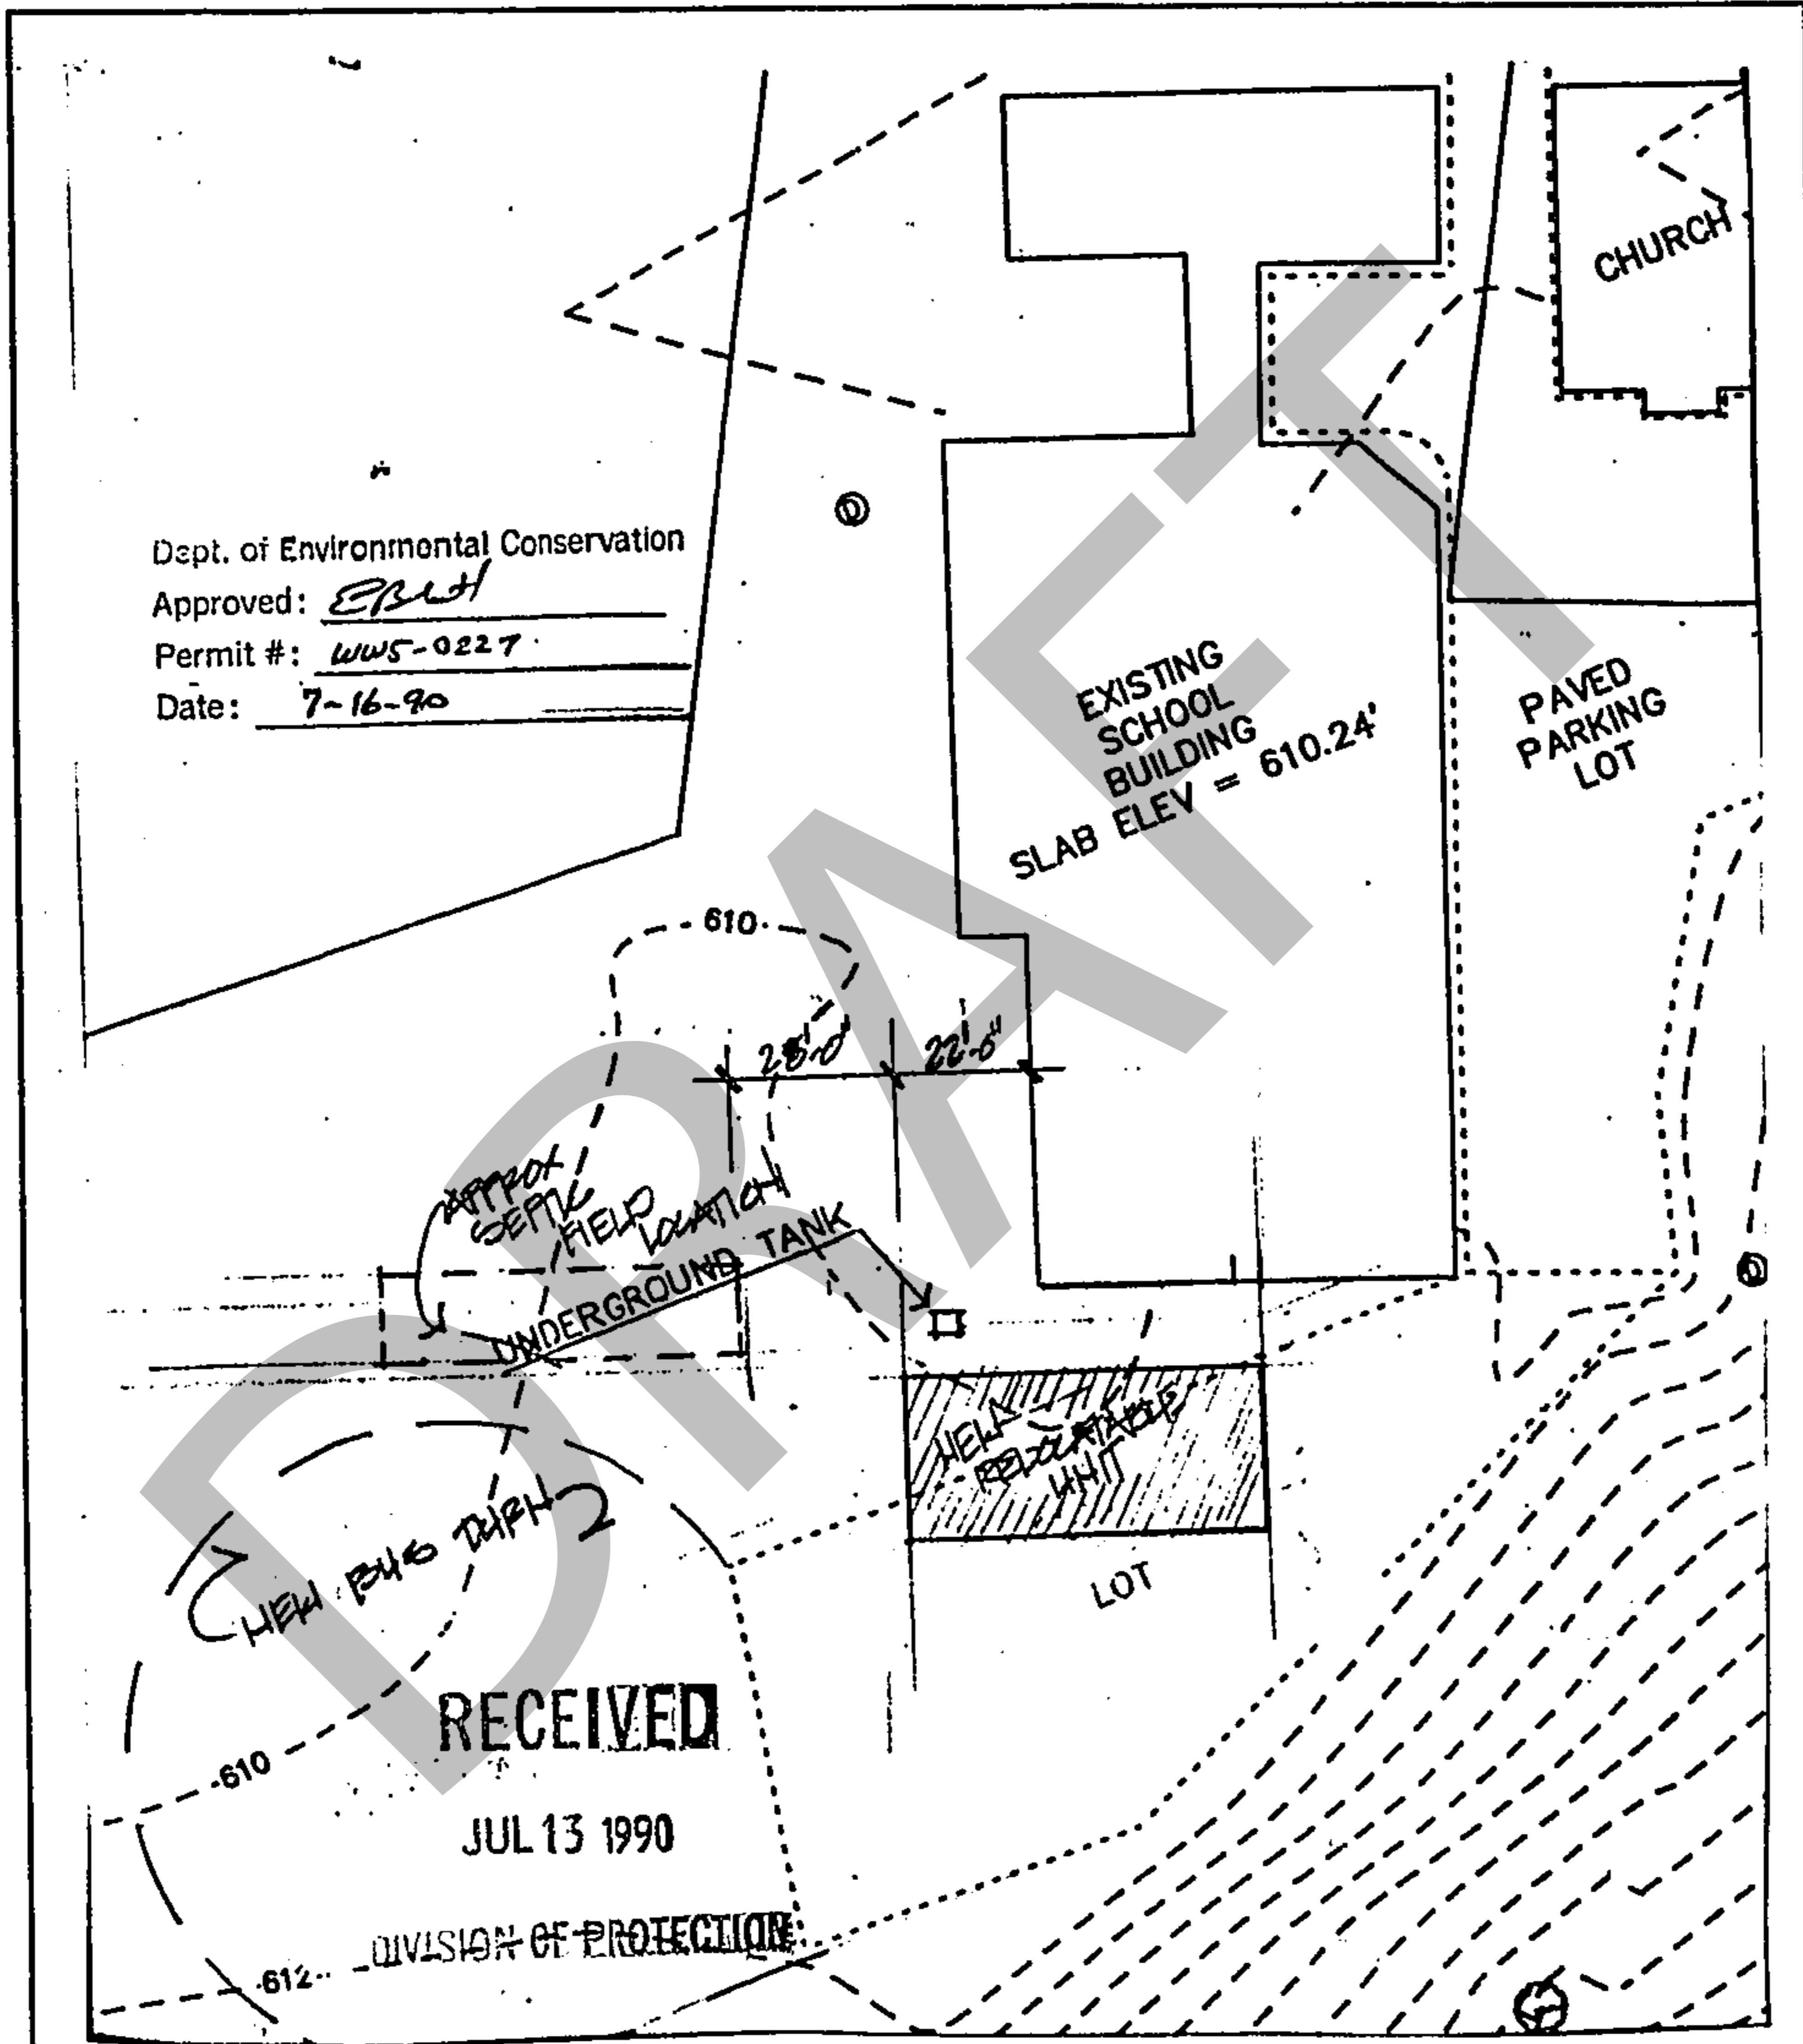 CHURCH
Dept. of Environmental Conservation
Approved:
Permit #: WW5-0227
Date: 7-16-90
D
EXISTING
SCHOOL
BUILDING
SLAB ELEV = 610.24'
PAVED
PARKING
LOT
610
22'-6"
APPROX
SEPTIC
FIELD
LOCATION
UNDERGROUND TANK
D
NEW
RELOCATABLE
UNIT
NEW BUS TURN
LOT
RECEIVED
610
JUL 13 1990
DIVISION OF PROTECTION
612
DRAFT